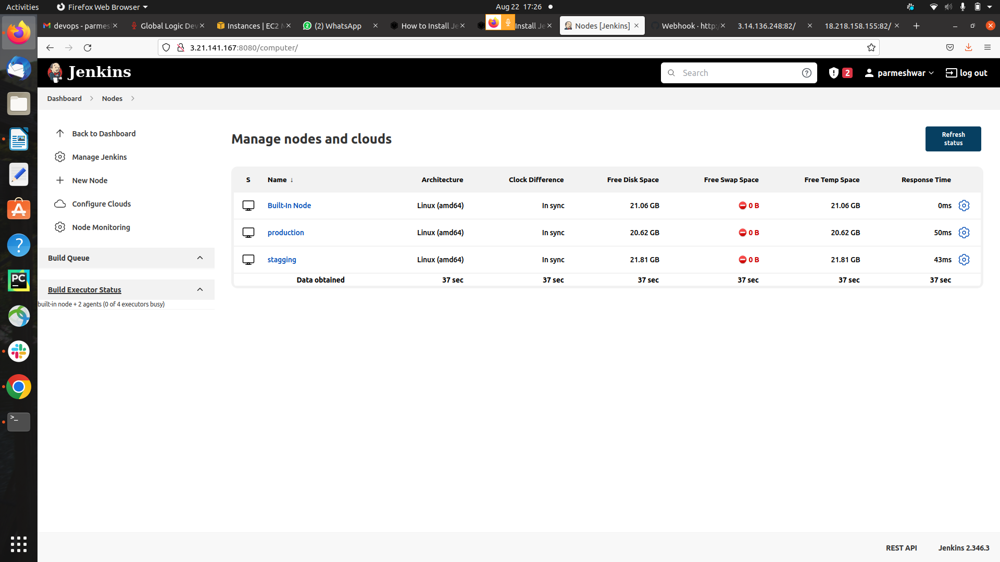 Activities Firefox Web Browser Aug 22 17:26
devops - parmes Global Logic Dev Instances | EC2 M (2) WhatsApp How to Install Je Install Je Nodes [Jenkins] Webhook · http:/ 3.14.136.248:82/ 18.218.158.155:82/
3.21.141.167:8080/computer/
Jenkins Search 2 parmeshwar log out
Dashboard Nodes
Back to Dashboard
Manage Jenkins
New Node
Configure Clouds
Node Monitoring
Build Queue
Build Executor Status
built-in node + 2 agents (0 of 4 executors busy)
Manage nodes and clouds
Refresh
status
S Name ↓ Architecture Clock Difference Free Disk Space Free Swap Space Free Temp Space Response Time
Built-In Node Linux (amd64) In sync 21.06 GB 0 B 21.06 GB 0ms
production Linux (amd64) In sync 20.62 GB 0 B 20.62 GB 50ms
stagging Linux (amd64) In sync 21.81 GB 0 B 21.81 GB 43ms
Data obtained 37 sec 37 sec 37 sec 37 sec 37 sec 37 sec
PC
>_
REST API Jenkins 2.346.3